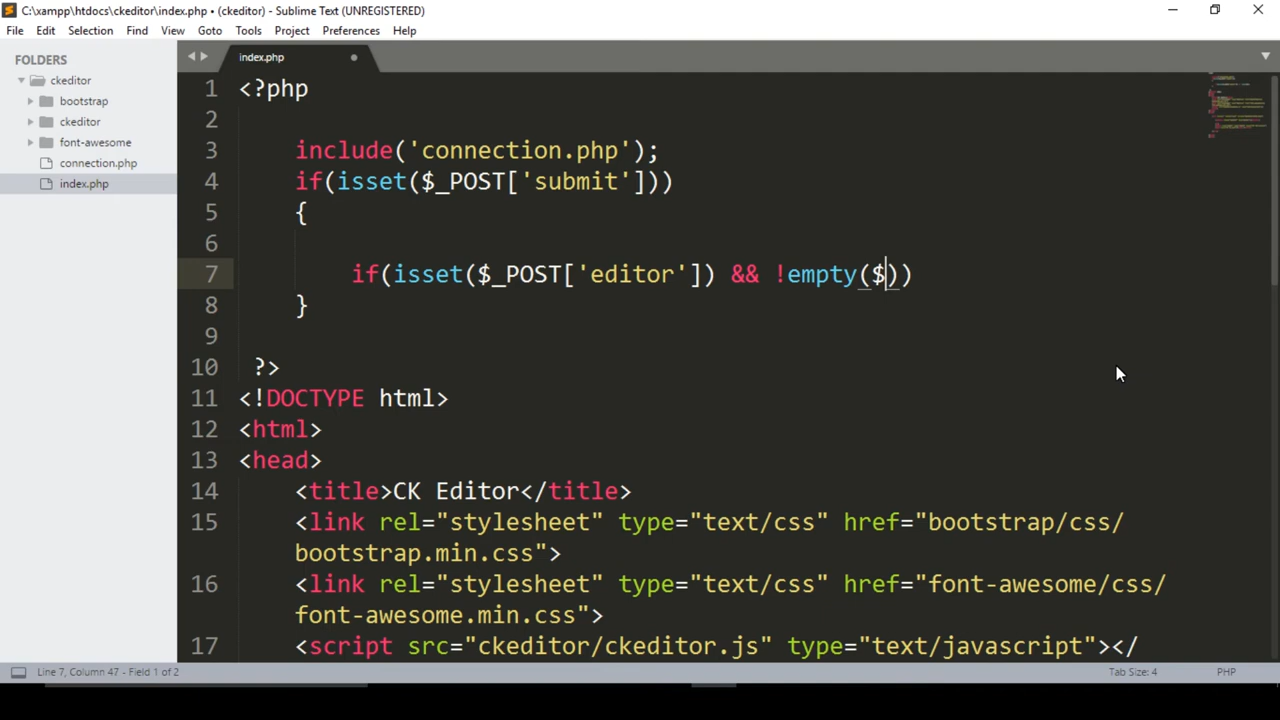 C:\xampp\htdocs\ckeditor\index.php • (ckeditor) - Sublime Text (UNREGISTERED)
File Edit Selection Find View Goto Tools Project Preferences Help
FOLDERS
ckeditor
bootstrap
ckeditor
font-awesome
connection.php
index.php
index.php
1 <?php
2
3 include('connection.php');
4 if(isset($_POST['submit']))
5 {
6
7 if(isset($_POST['editor']) && !empty($))
8 }
9
10 ?>
11 <!DOCTYPE html>
12 <html>
13 <head>
14 <title>CK Editor</title>
15 <link rel="stylesheet" type="text/css" href="bootstrap/css/
bootstrap.min.css">
16 <link rel="stylesheet" type="text/css" href="font-awesome/css/
font-awesome.min.css">
17 <script src="ckeditor/ckeditor.js" type="text/javascript"></
Line 7, Column 47 - Field 1 of 2 Tab Size: 4 PHP